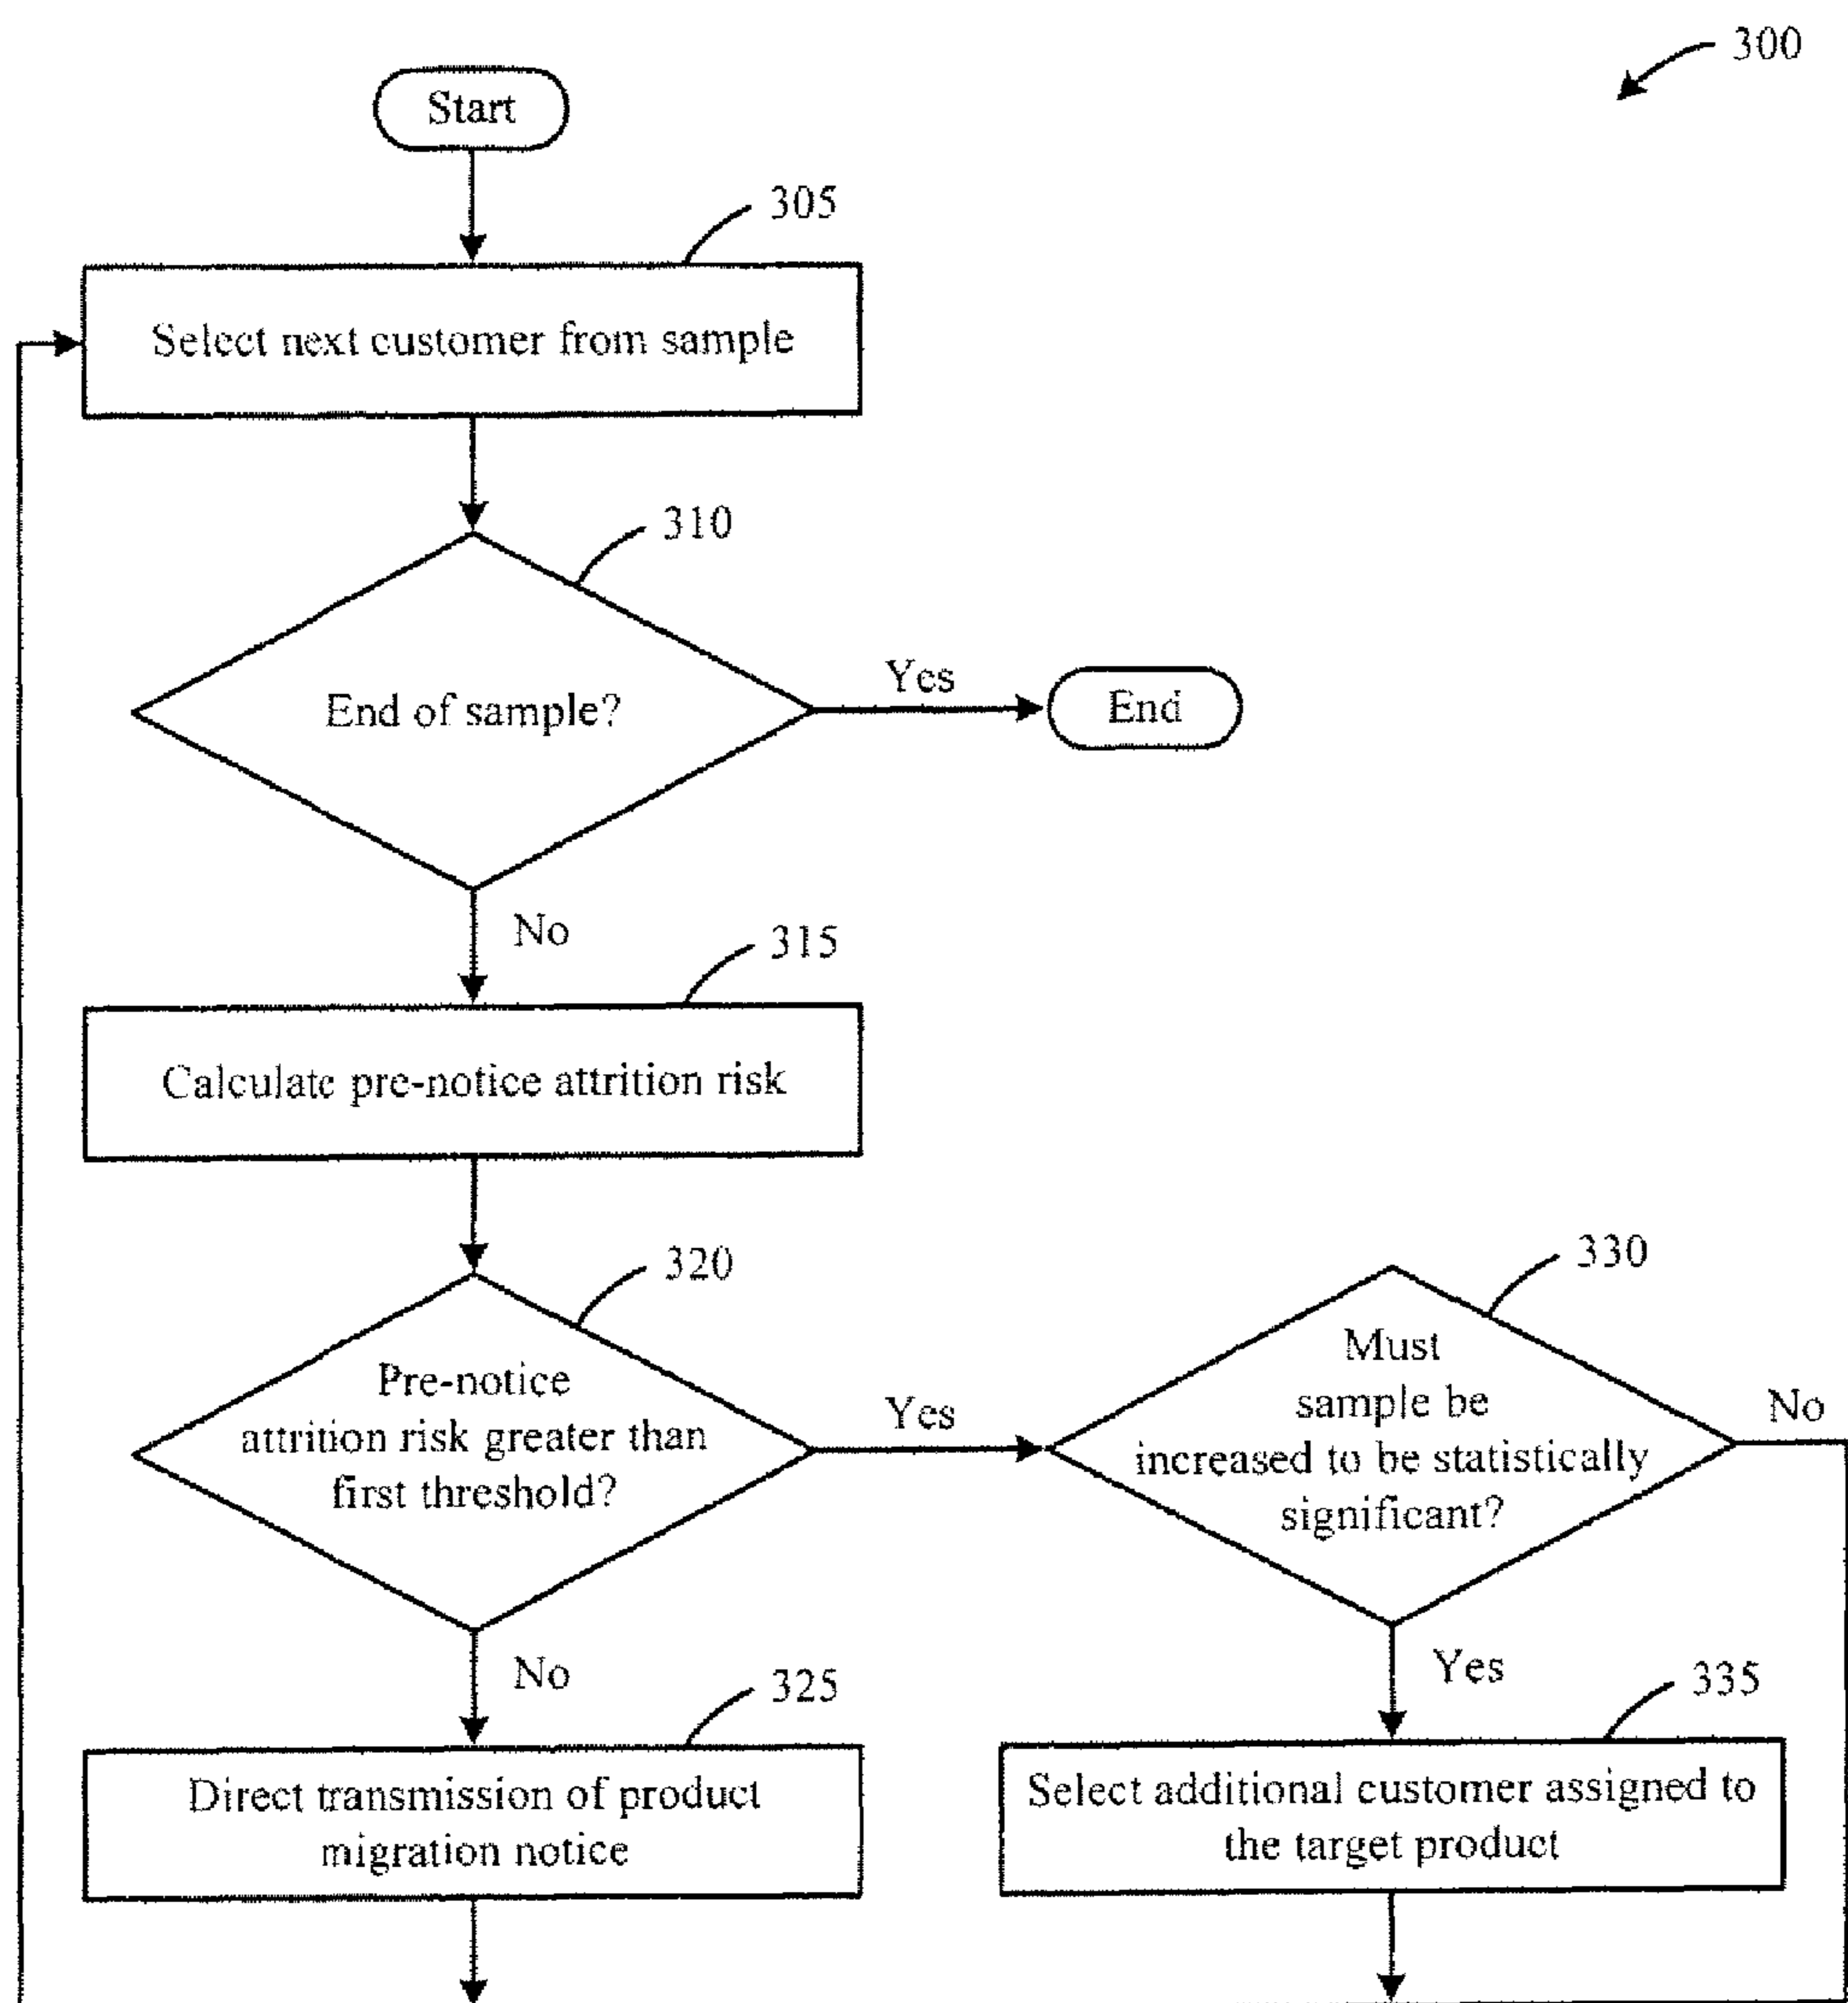 300
Start
305
Select next customer from sample
310
End of sample?
Yes
End
No
315
Calculate pre-notice attrition risk
320
Pre-notice
attrition risk greater than
first threshold?
Yes
330
Must
sample be
increased to be statistically
significant?
No
No
325
Direct transmission of product
migration notice
Yes
335
Select additional customer assigned to
the target product